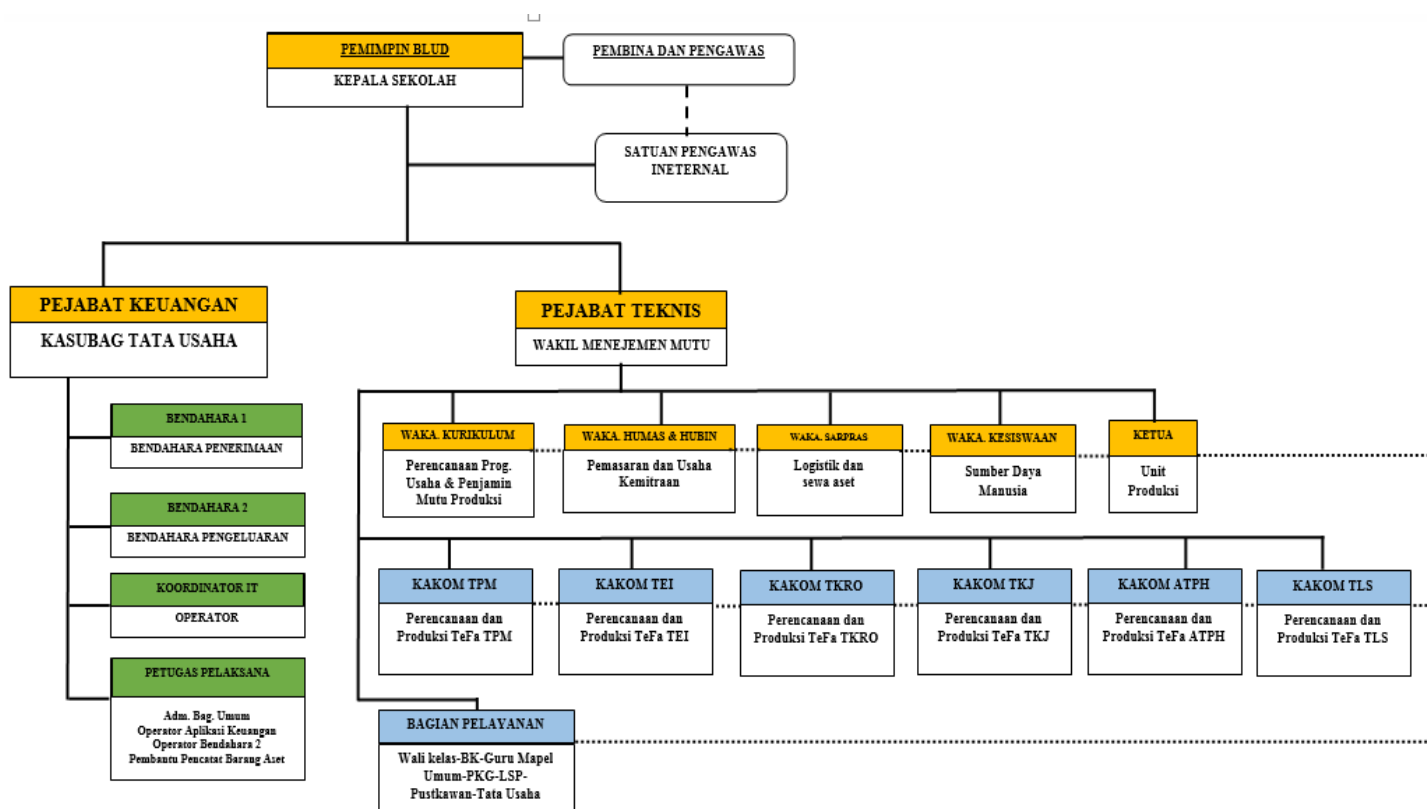 PEMIMPIN BLUD
KEPALA SEKOLAH
PEMBINA DAN PENGAWAS
SATUAN PENGAWAS
INETERNAL
PEJABAT KEUANGAN
KASUBAG TATA USAHA
PEJABAT TEKNIS
WAKIL MENEJEMEN MUTU
BENDAHARA 1
BENDAHARA PENERIMAAN
BENDAHARA 2
BENDAHARA PENGELUARAN
KOORDINATOR IT
OPERATOR
PETUGAS PELAKSANA
Adm. Bag. Umum
Operator Aplikasi Keuangan
Operator Bendahara 2
Pembantu Pencatat Barang Aset
WAKA. KURIKULUM
Perencanaan Prog.
Usaha & Penjamin
Mutu Produksi
WAKA. HUMAS & HUBIN
Pemasaran dan Usaha
Kemitraan
WAKA. SARPRAS
Logistik dan
sewa aset
WAKA. KESISWAAN
Sumber Daya
Manusia
KETUA
Unit
Produksi
KAKOM TPM
Perencanaan dan
Produksi TeFa TPM
KAKOM TEI
Perencanaan dan
Produksi TeFa TEI
KAKOM TKRO
Perencanaan dan
Produksi TeFa TKRO
KAKOM TKJ
Perencanaan dan
Produksi TeFa TKJ
KAKOM ATPH
Perencanaan dan
Produksi TeFa ATPH
KAKOM TLS
Perencanaan dan
Produksi TeFa TLS
BAGIAN PELAYANAN
Wali kelas-BK-Guru Mapel
Umum-PKG-LSP-
Pustkawan-Tata Usaha